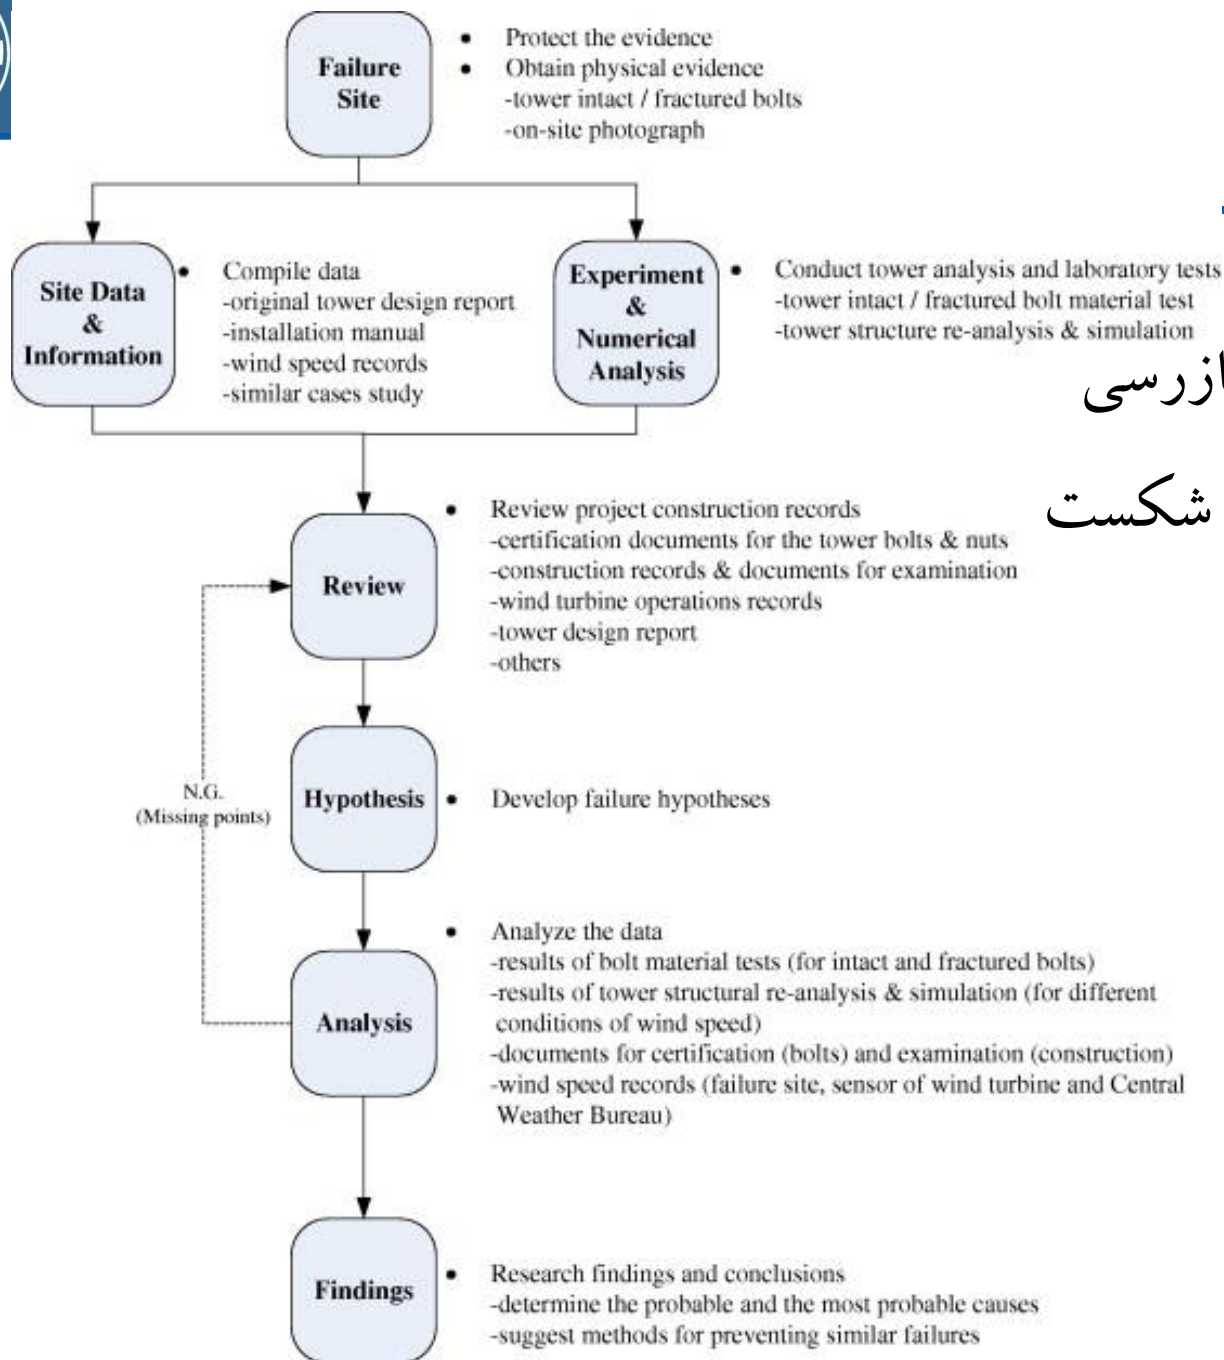 Failure
Site
• Protect the evidence
• Obtain physical evidence
-tower intact / fractured bolts
-on-site photograph
Site Data
&
Information
• Compile data
-original tower design report
-installation manual
-wind speed records
-similar cases study
Experiment
&
Numerical
Analysis
• Conduct tower analysis and laboratory tests
-tower intact / fractured bolt material test
-tower structure re-analysis & simulation
شکست
Review
• Review project construction records
-certification documents for the tower bolts & nuts
-construction records & documents for examination
-wind turbine operations records
-tower design report
-others
N.G.
(Missing points)
Hypothesis
• Develop failure hypotheses
Analysis
• Analyze the data
-results of bolt material tests (for intact and fractured bolts)
-results of tower structural re-analysis & simulation (for different
conditions of wind speed)
-documents for certification (bolts) and examination (construction)
-wind speed records (failure site, sensor of wind turbine and Central
Weather Bureau)
Findings
• Research findings and conclusions
-determine the probable and the most probable causes
-suggest methods for preventing similar failures